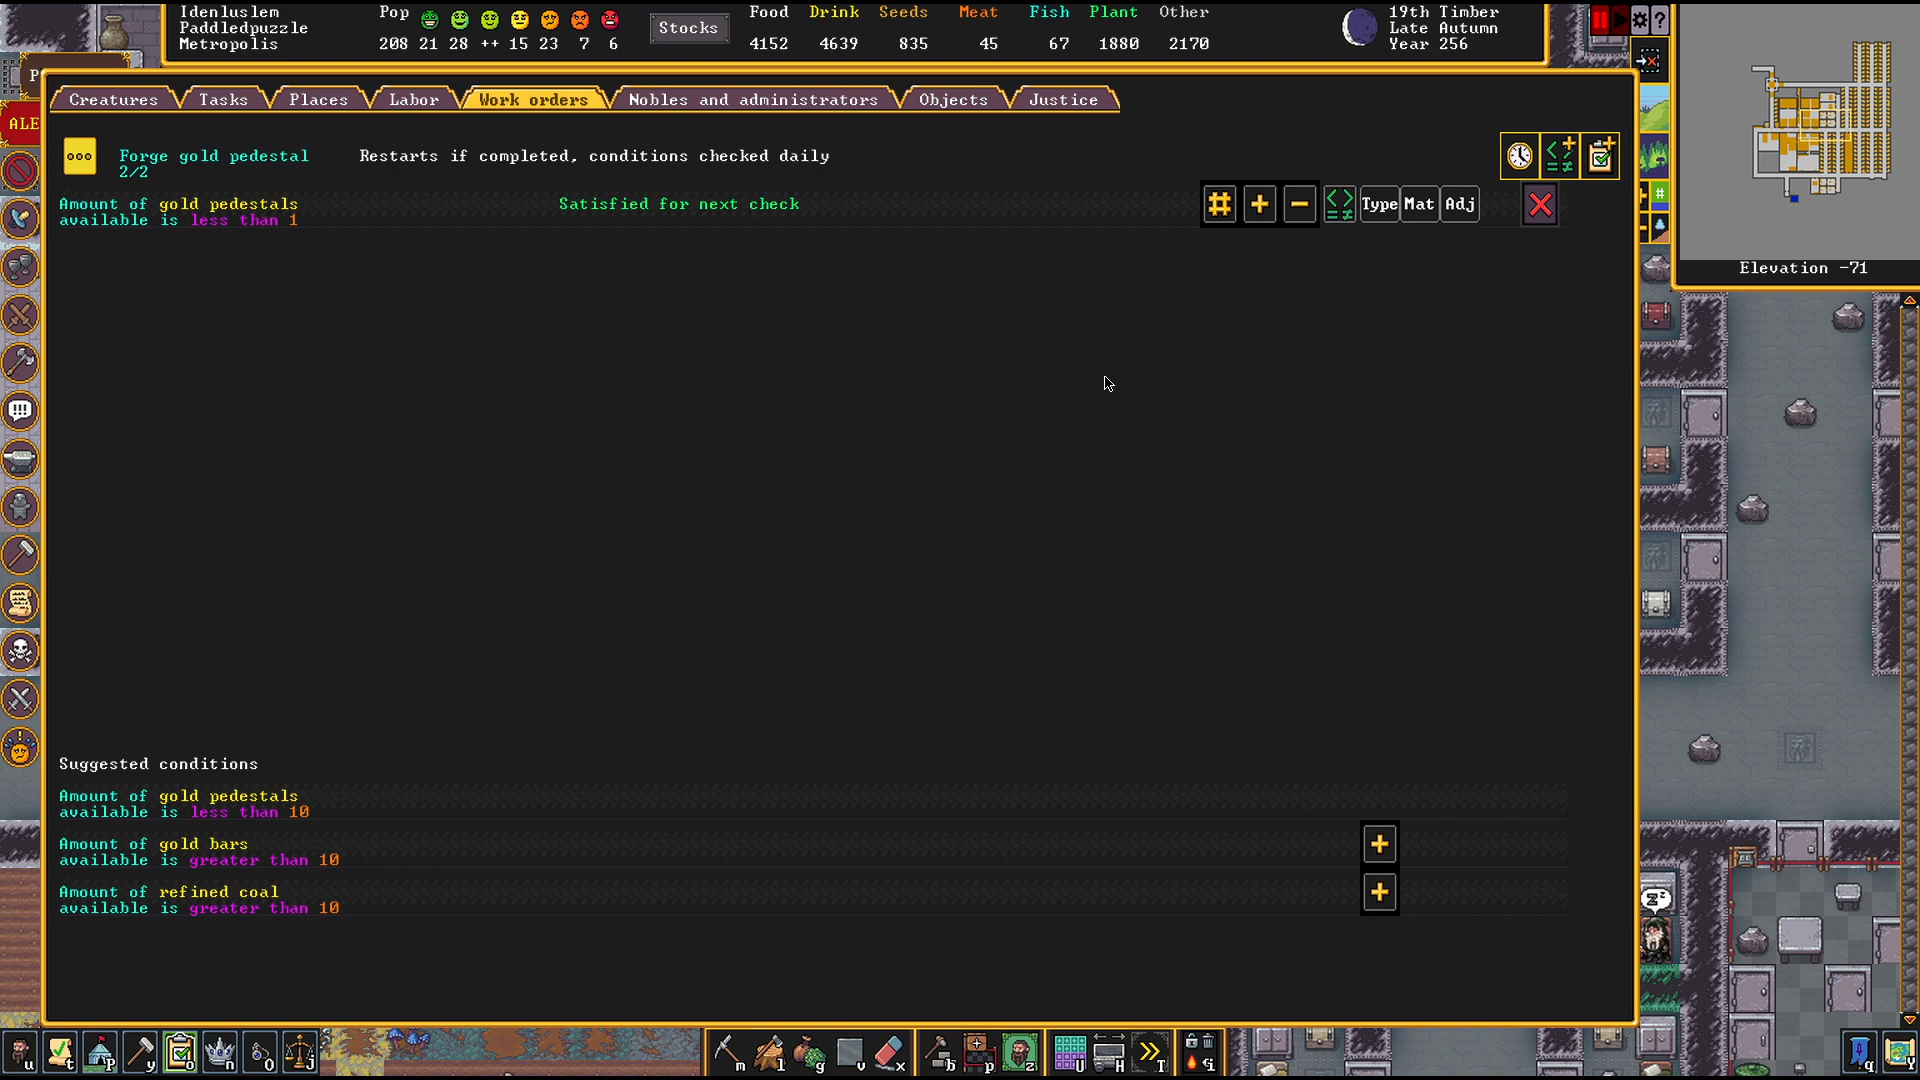 Idenluslem
Paddledpuzzle
Metropolis
Pop
208 21 28 ++ 15 23 7 6
Stocks
Food Drink Seeds Meat Fish Plant Other
4152 4639 835 45 67 1880 2170
19th Timber
Late Autumn
Year 256
?
P
ALE
Creatures Tasks Places Labor Work orders Nobles and administrators Objects Justice
Forge gold pedestal
2/2
Restarts if completed, conditions checked daily
Amount of gold pedestals
available is less than 1
Satisfied for next check
Type Mat Adj
Elevation -71
Suggested conditions
Amount of gold pedestals
available is less than 10
Amount of gold bars
available is greater than 10
Amount of refined coal
available is greater than 10
u t P y o n O J
m l g v x b p z U H T G i
q Y